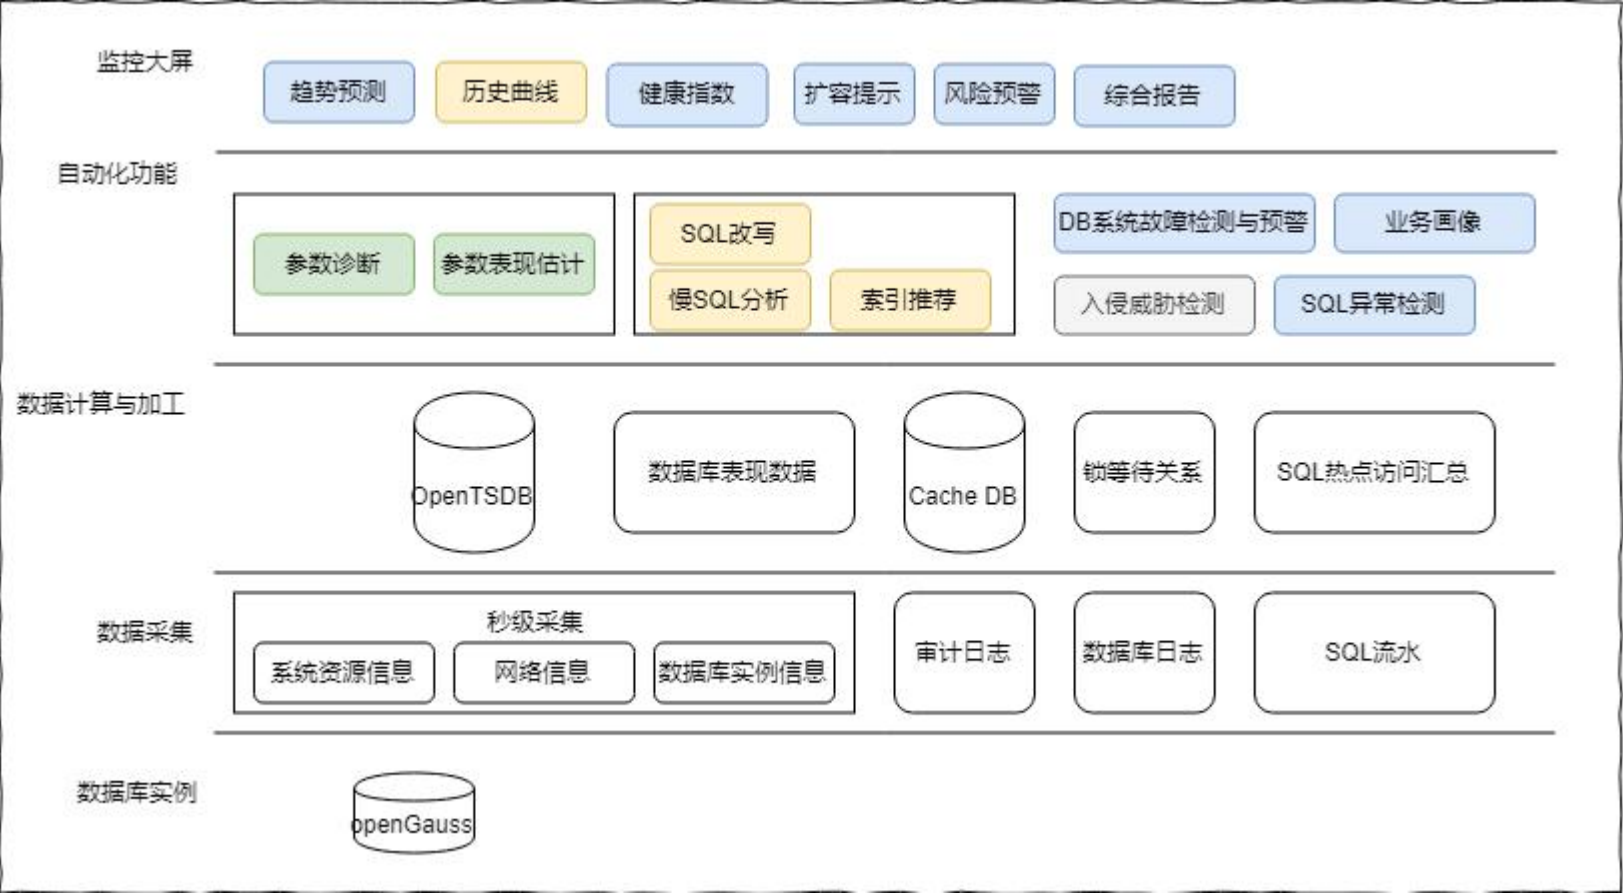 监控大屏
趋势预测
历史曲线
健康指数
扩容提示
风险预警
综合报告
自动化功能
参数诊断
参数表现估计
SQL改写
慢SQL分析
索引推荐
DB系统故障检测与预警
业务画像
入侵威胁检测
SQL异常检测
数据计算与加工
OpenTSDB
数据库表现数据
Cache DB
锁等待关系
SQL热点访问汇总
数据采集
秒级采集
系统资源信息
网络信息
数据库实例信息
审计日志
数据库日志
SQL流水
数据库实例
openGauss